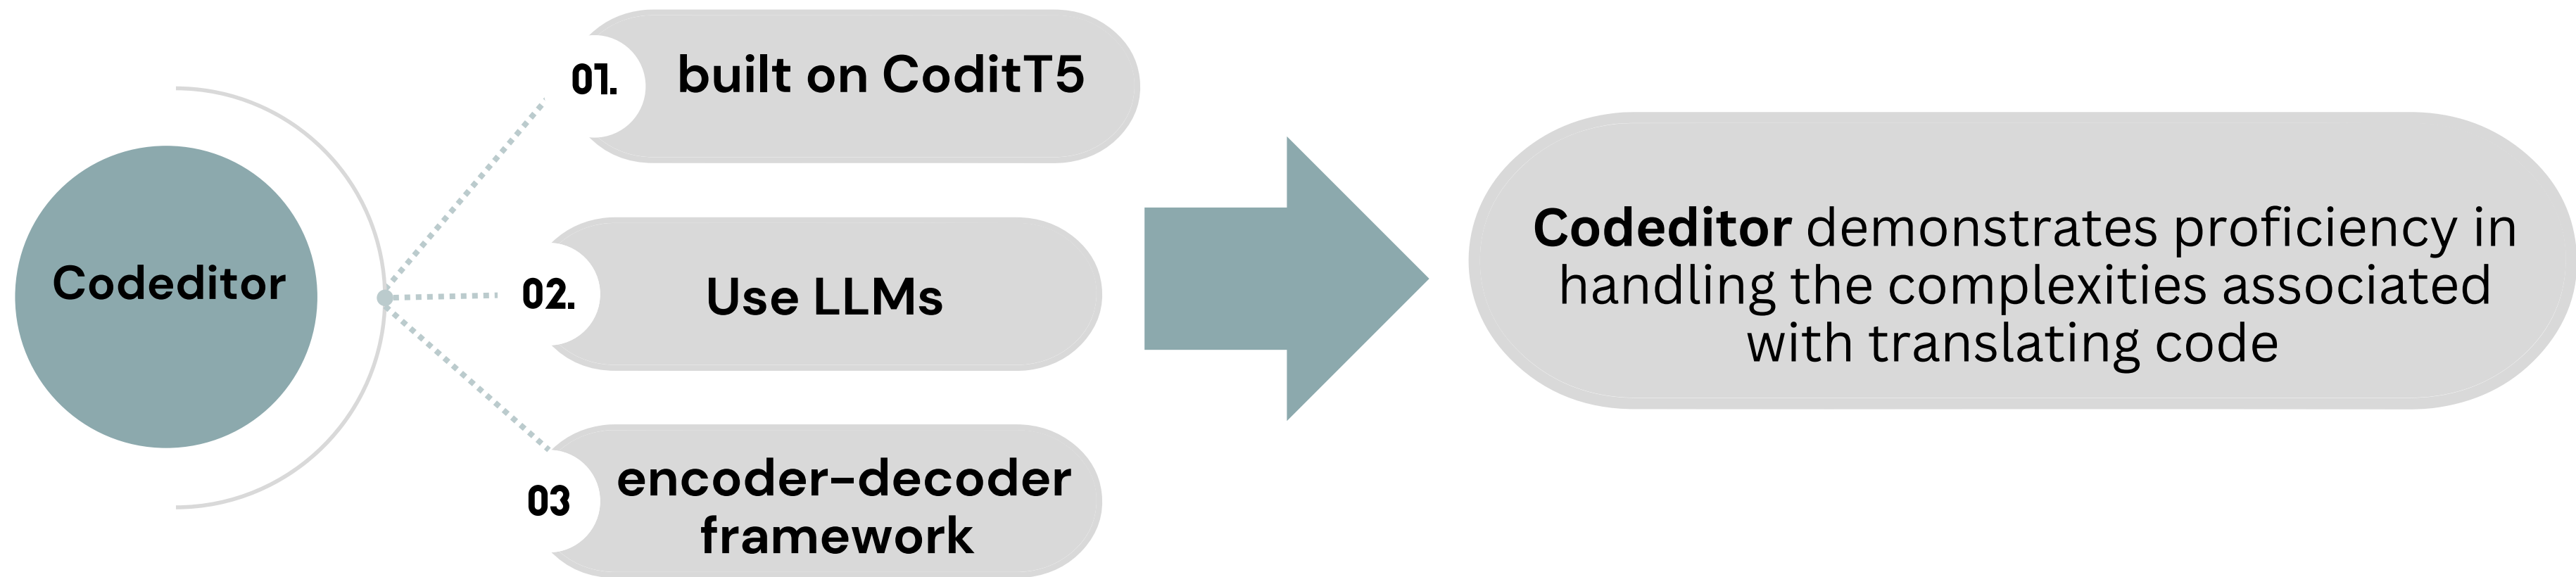 Codeditor
01.
built on CoditT5
02.
Use LLMs
03
encoder-decoder
framework
Codeditor demonstrates proficiency in
handling the complexities associated
with translating code